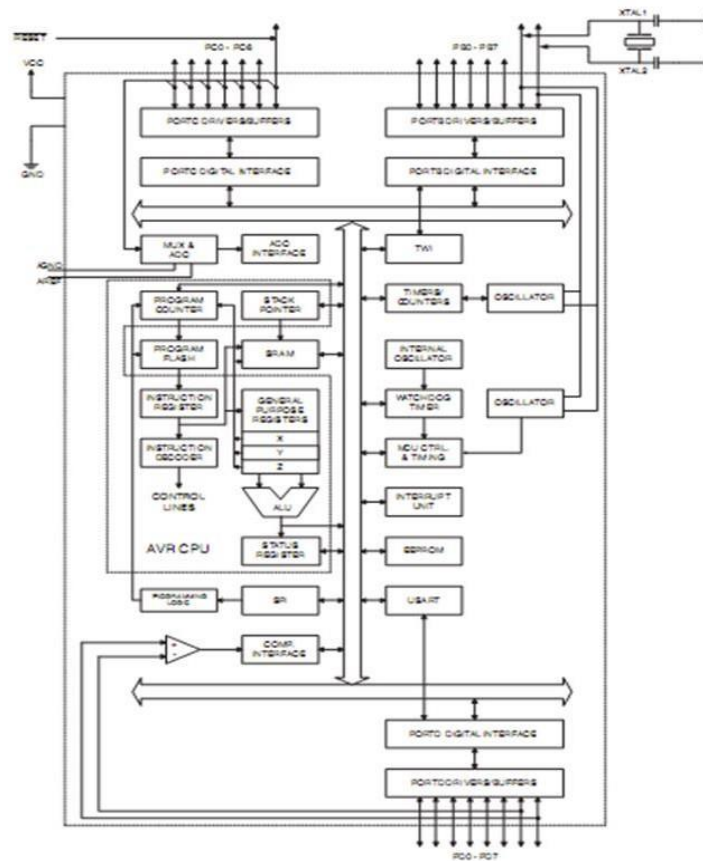 RESET
VCC
GND
PC0 - PC6
PB0 - PB7
XTAL1
XTAL2
PORTC DRIVERS/BUFFERS
PORTB DRIVERS/BUFFERS
PORTC DIGITAL INTERFACE
PORTB DIGITAL INTERFACE
MUX &
ADC
ADC
INTERFACE
TWI
AGND
AREF
PROGRAM
COUNTER
STACK
POINTER
TIMERS/
COUNTERS
OSCILLATOR
PROGRAM
FLASH
SRAM
INTERNAL
OSCILLATOR
INSTRUCTION
REGISTER
GENERAL
PURPOSE
REGISTERS
WATCHDOG
TIMER
OSCILLATOR
X
Y
Z
INSTRUCTION
DECODER
MCU CTRL.
& TIMING
CONTROL
LINES
ALU
INTERRUPT
UNIT
AVR CPU
STATUS
REGISTER
EEPROM
PROGRAMMING
LOGIC
SPI
USART
+
-
COMP.
INTERFACE
PORTD DIGITAL INTERFACE
PORTD DRIVERS/BUFFERS
PD0 - PD7